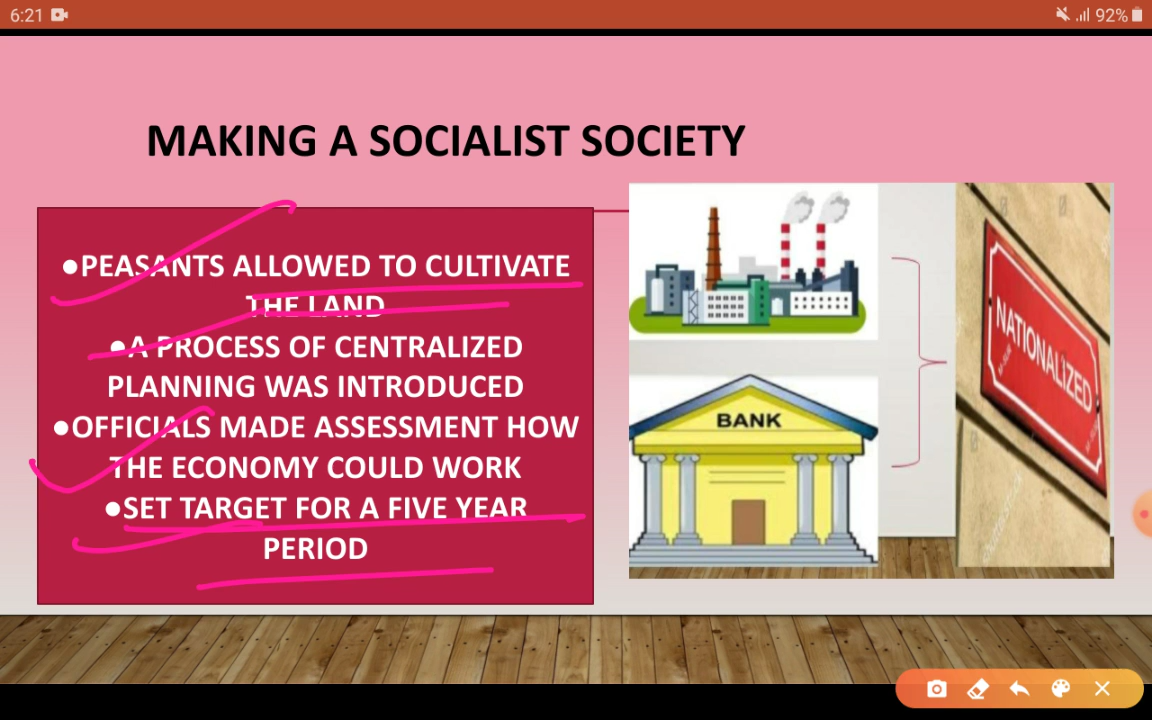 6:21
92%
MAKING A SOCIALIST SOCIETY
●PEASANTS ALLOWED TO CULTIVATE
THE LAND
●A PROCESS OF CENTRALIZED
PLANNING WAS INTRODUCED
●OFFICIALS MADE ASSESSMENT HOW
THE ECONOMY COULD WORK
●SET TARGET FOR A FIVE YEAR
PERIOD
BANK
NATIONALIZED